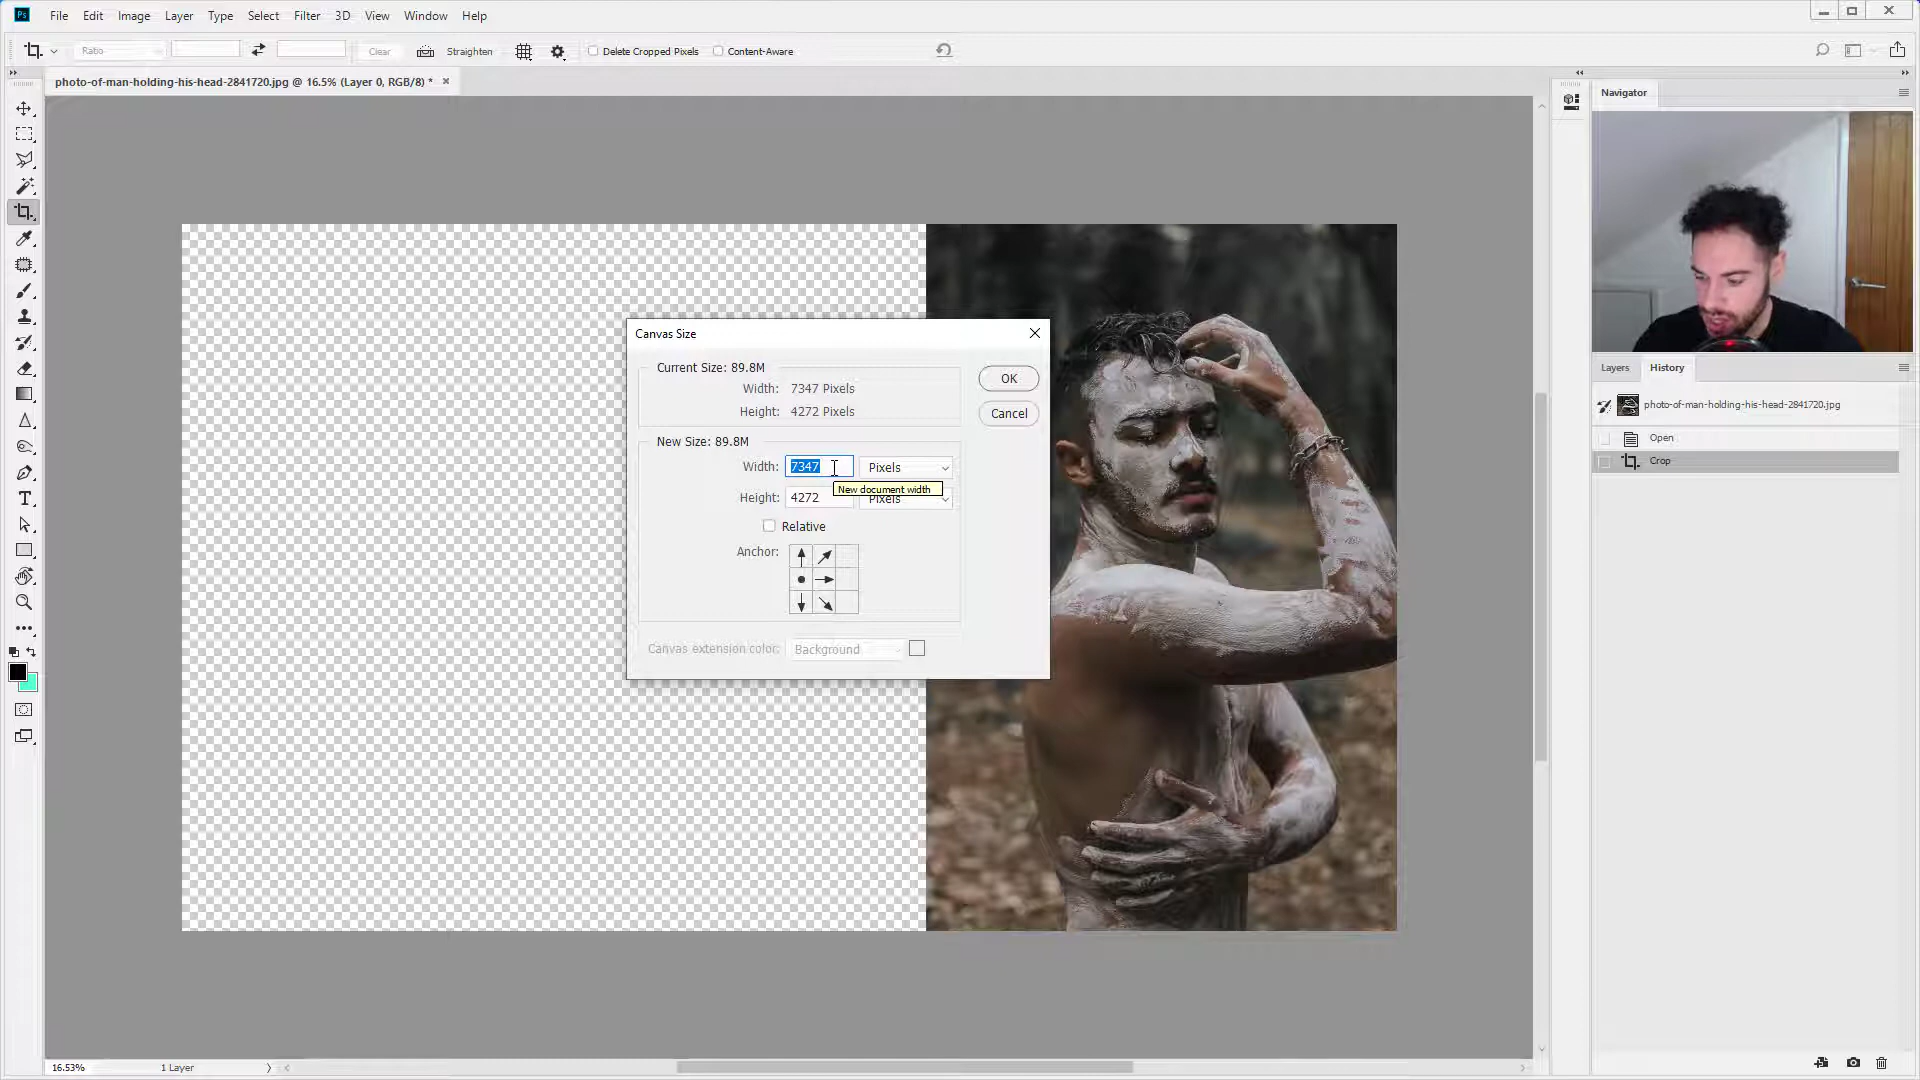 Ps File Edit Image Layer Type Select Filter 3D View Window Help
Ratio Clear Straighten Delete Cropped Pixels Content-Aware
photo-of-man-holding-his-head-2841720.jpg @ 16.5% (Layer 0, RGB/8) *
Navigator
Canvas Size
Current Size: 89.8M
Width: 7347 Pixels
Height: 4272 Pixels
OK
Cancel
New Size: 89.8M
Width: 7347 Pixels
New document width
Height: 4272 Pixels
Relative
Anchor:
Canvas extension color: Background
Layers History
photo-of-man-holding-his-head-2841720.jpg
Open
Crop
16.53% 1 Layer